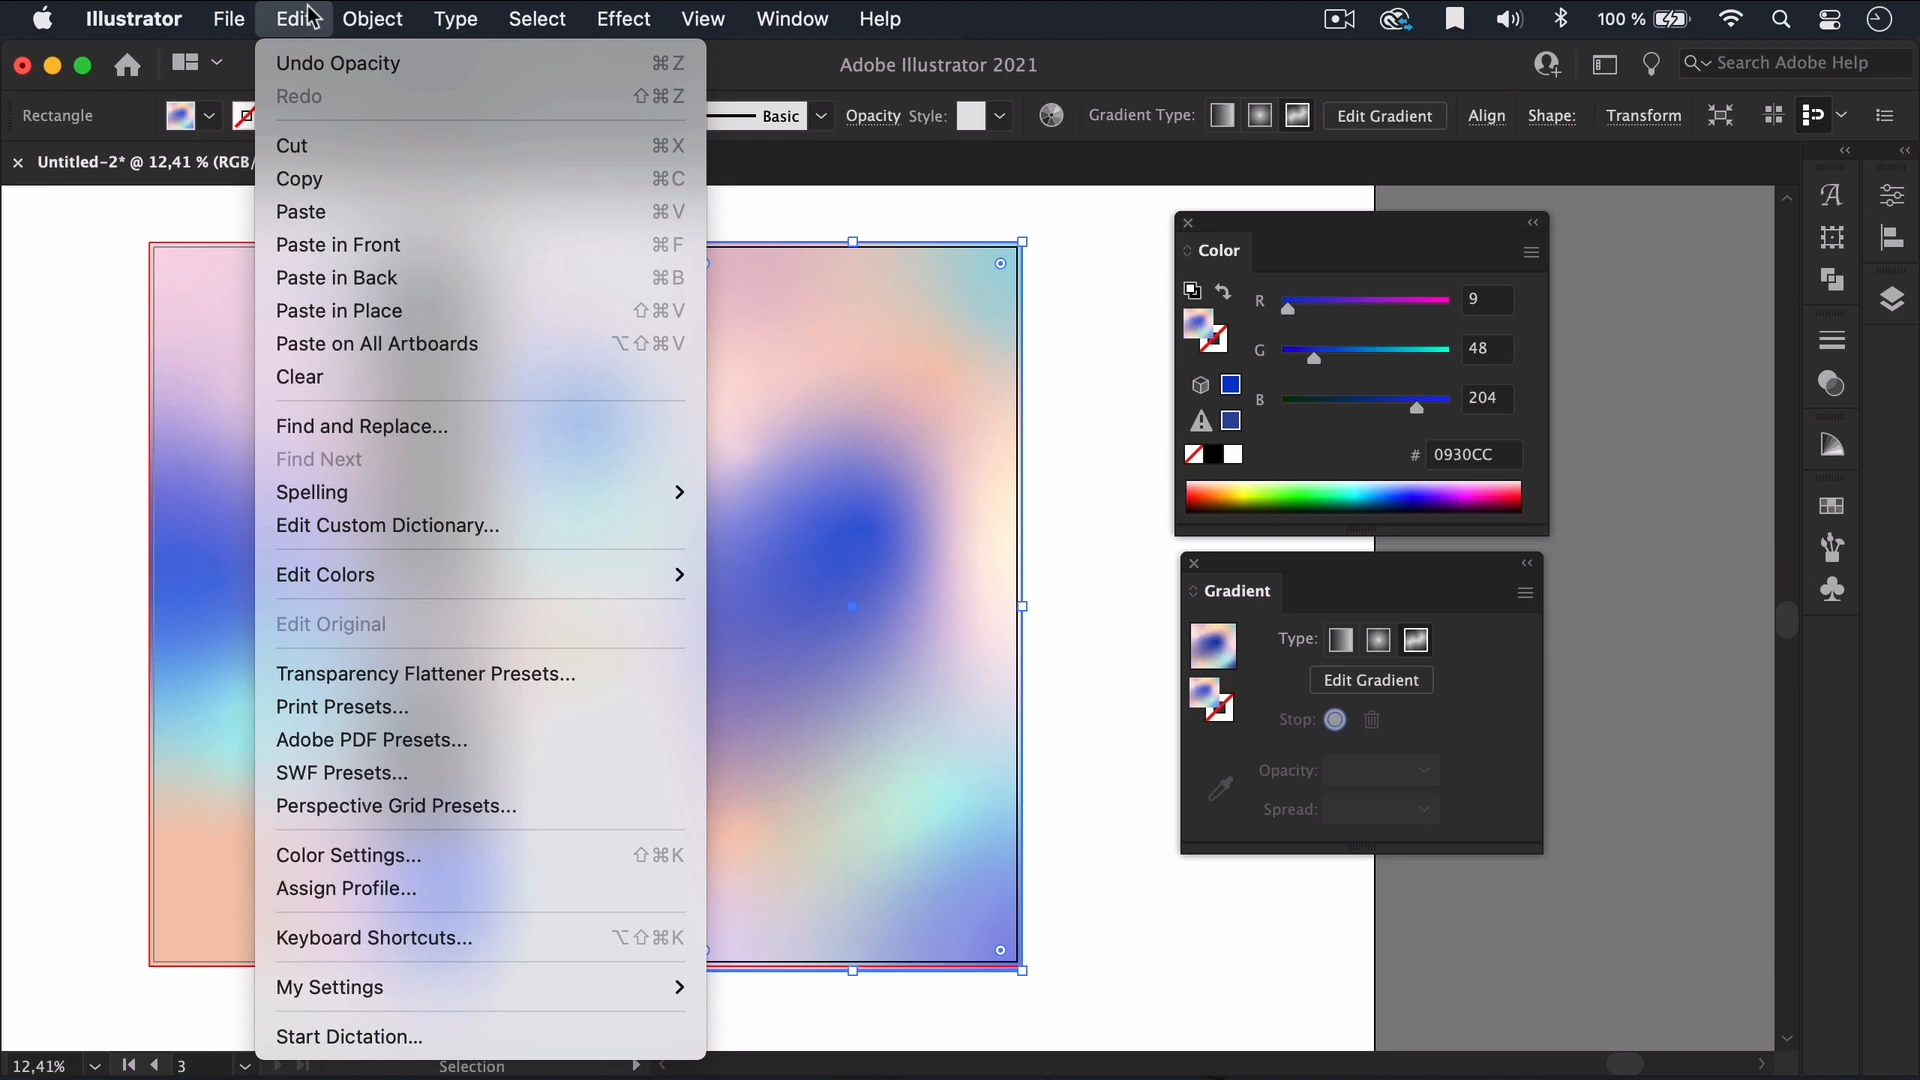 Illustrator File Edit Object Type Select Effect View Window Help 100 %
Adobe Illustrator 2021 Search Adobe Help
Rectangle Basic Opacity Style: Gradient Type: Edit Gradient Align Shape: Transform
× Untitled-2* @ 12,41 % (RGB/
Undo Opacity ⌘Z
Redo ⇧⌘Z
Cut ⌘X
Copy ⌘C
Paste ⌘V
Paste in Front ⌘F
Paste in Back ⌘B
Paste in Place ⇧⌘V
Paste on All Artboards ⌥⇧⌘V
Clear
Find and Replace...
Find Next
Spelling
Edit Custom Dictionary...
Edit Colors
Edit Original
Transparency Flattener Presets...
Print Presets...
Adobe PDF Presets...
SWF Presets...
Perspective Grid Presets...
Color Settings... ⇧⌘K
Assign Profile...
Keyboard Shortcuts... ⌥⇧⌘K
My Settings
Start Dictation...
Color
R 9
G 48
B 204
# 0930CC
Gradient
Type:
Edit Gradient
Stop:
Opacity:
Spread:
12,41% 3 Selection